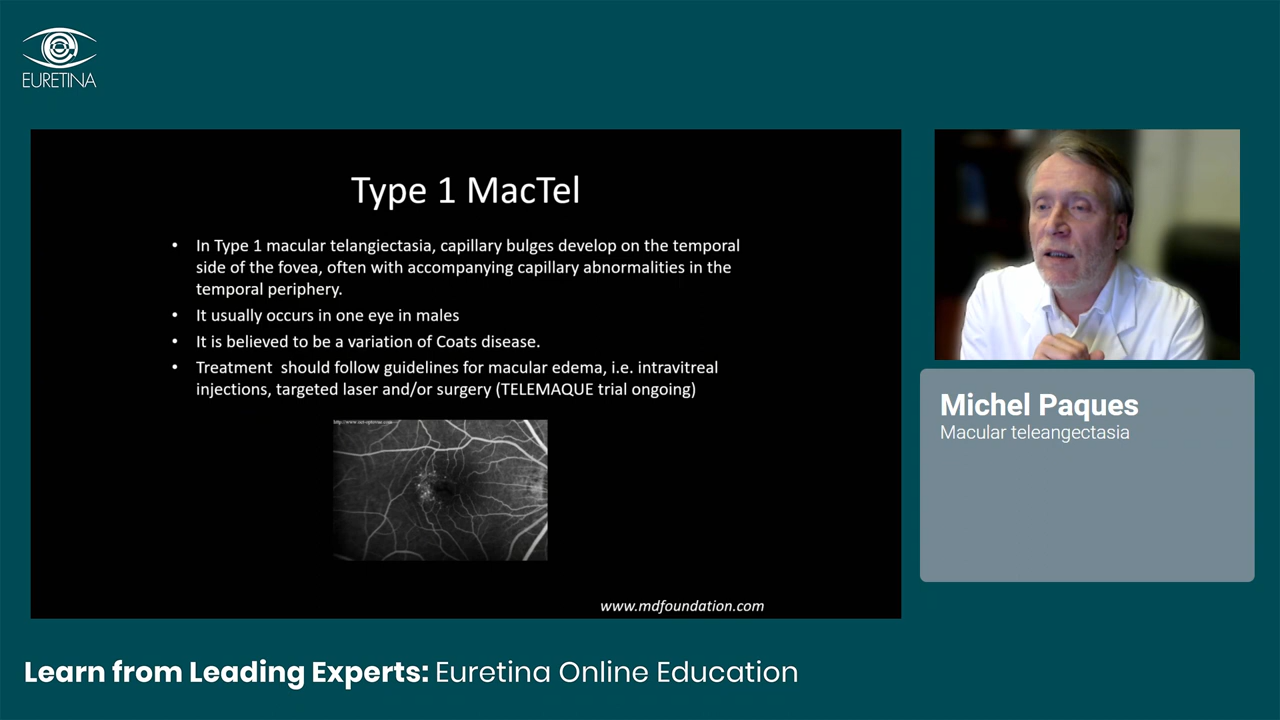 EURETINA
Type 1 MacTel
• In Type 1 macular telangiectasia, capillary bulges develop on the temporal
side of the fovea, often with accompanying capillary abnormalities in the
temporal periphery.
• It usually occurs in one eye in males
• It is believed to be a variation of Coats disease.
• Treatment should follow guidelines for macular edema, i.e. intravitreal
injections, targeted laser and/or surgery (TELEMAQUE trial ongoing)
www.mdfoundation.com
Michel Paques
Macular teleangectasia
Learn from Leading Experts: Euretina Online Education